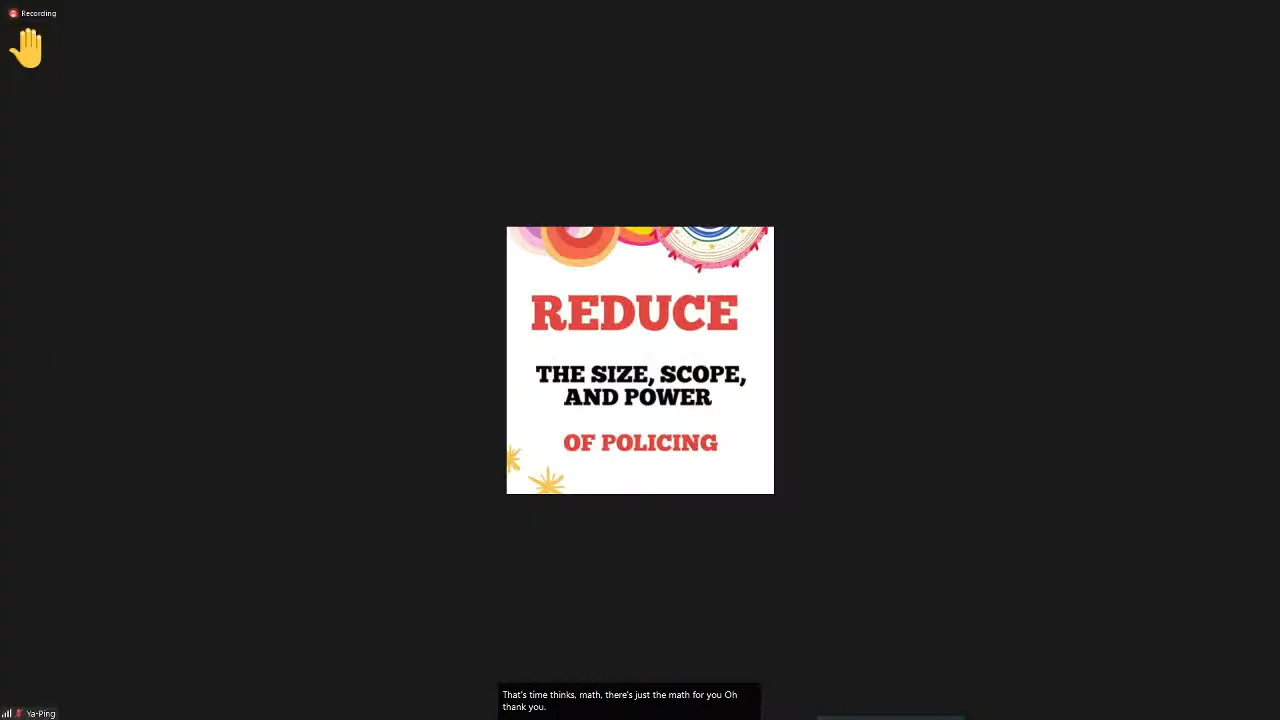 Recording
REDUCE
THE SIZE, SCOPE,
AND POWER
OF POLICING
That's time thinks, math, there's just the math for you Oh
thank you.
Ya-Ping